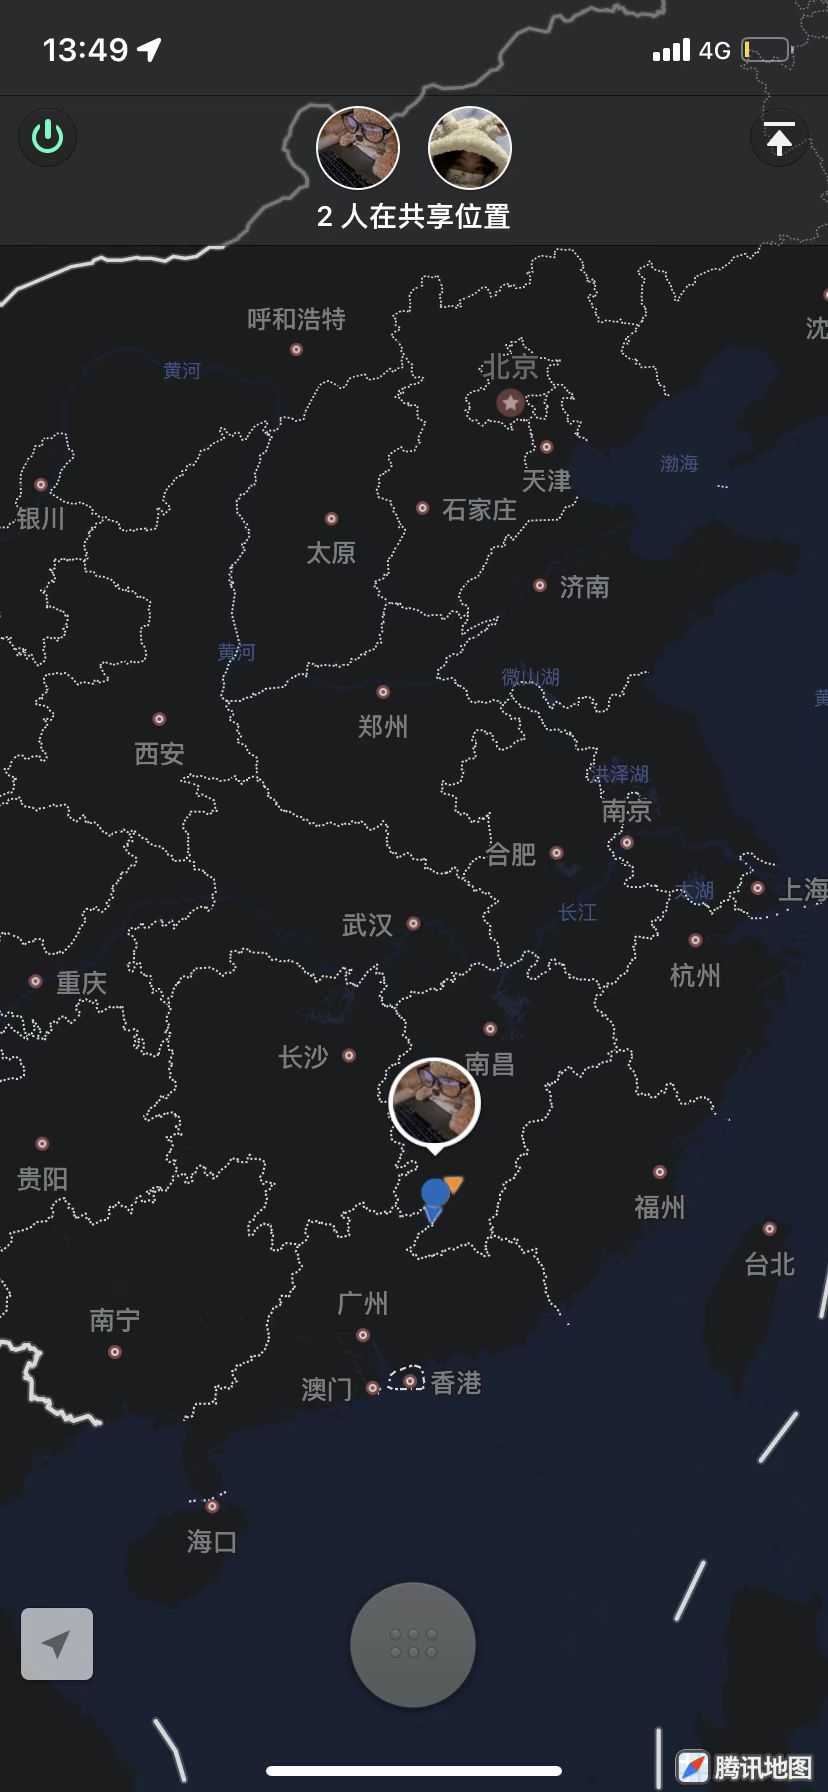 13:49
4G
2 人在共享位置
呼和浩特
黄河
北京
沈
渤海
天津
银川
石家庄
太原
济南
黄河
微山湖
黄
郑州
西安
洪泽湖
南京
合肥
太湖
上海
长江
武汉
杭州
重庆
长沙
南昌
贵阳
福州
台北
广州
南宁
澳门
香港
海口
腾讯地图